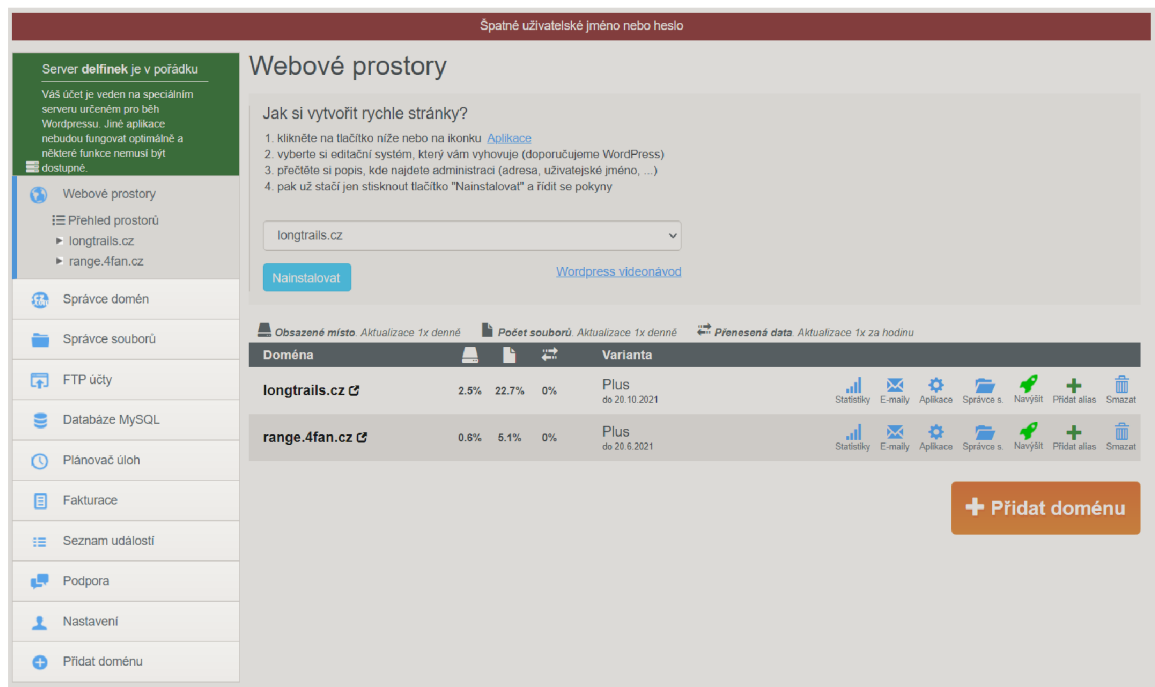 Špatné uživatelské jméno nebo heslo
Server delfinek je v pořádku
Váš účet je veden na speciálním
serveru určeném pro běh
Wordpressu. Jiné aplikace
nebudou fungovat optimálně a
některé funkce nemusí být
dostupné.
Webové prostory
Přehled prostorů
longtrails.cz
range.4fan.cz
Správce domén
Správce souborů
FTP účty
Databáze MySQL
Plánovač úloh
Fakturace
Seznam událostí
Podpora
Nastavení
Přidat doménu
Webové prostory
Jak si vytvořit rychle stránky?
1. klikněte na tlačítko níže nebo na ikonku Aplikace
2. vyberte si editační systém, který vám vyhovuje (doporučujeme WordPress)
3. přečtěte si popis, kde najdete administraci (adresa, uživatejské jméno, ...)
4. pak už stačí jen stisknout tlačítko "Nainstalovat" a řídit se pokyny
longtrails.cz
Nainstalovat Wordpress videonávod
Obsazené místo. Aktualizace 1x denně Počet souborů. Aktualizace 1x denně Přenesená data. Aktualizace 1x za hodinu
Doména Varianta
longtrails.cz 2.5% 22.7% 0% Plus
do 20.10.2021
Statistiky E-maily Aplikace Správce s. Navýšit Přidat alias Smazat
range.4fan.cz 0.6% 5.1% 0% Plus
do 20.6.2021
Statistiky E-maily Aplikace Správce s. Navýšit Přidat alias Smazat
Přidat doménu